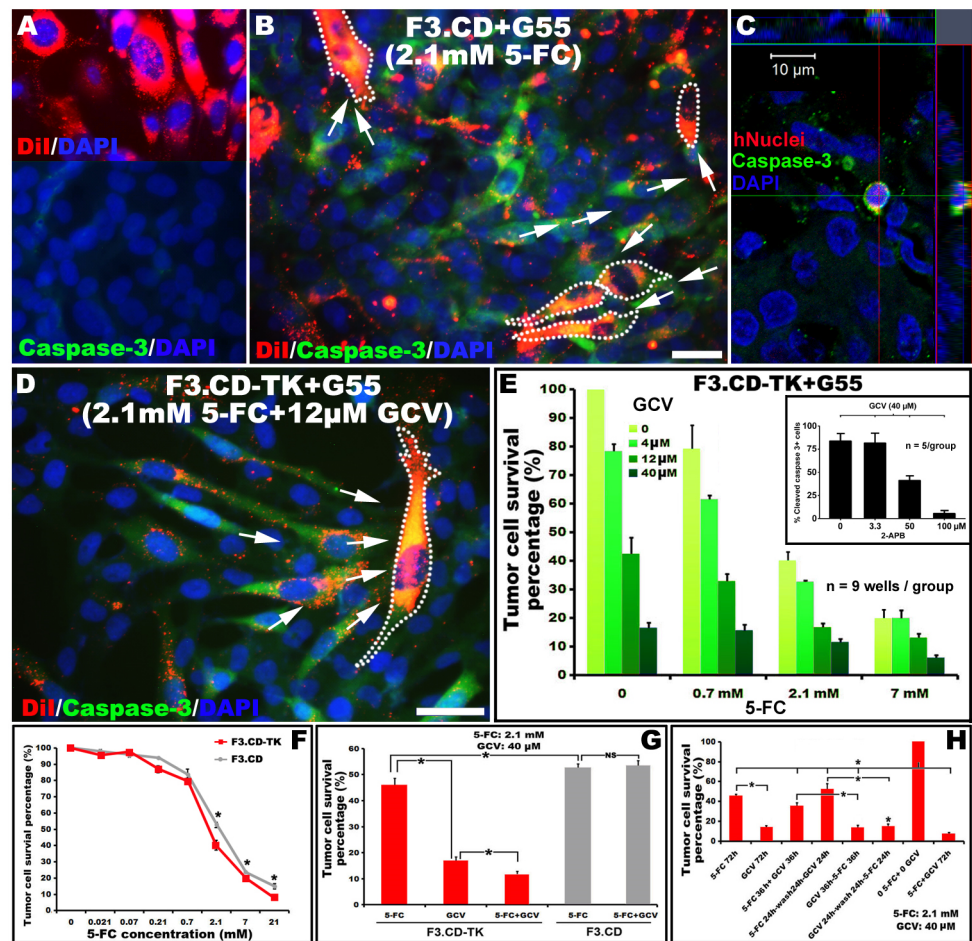 A
DiI/DAPI
Caspase-3/DAPI
B
F3.CD+G55
(2.1mM 5-FC)
DiI/Caspase-3/DAPI
C
10 µm
hNuclei
Caspase-3
DAPI
D
F3.CD-TK+G55
(2.1mM 5-FC+12µM GCV)
DiI/Caspase-3/DAPI
E
F3.CD-TK+G55
Tumor cell survival
percentage (%)
100
90
80
70
60
50
40
30
20
10
0
GCV
0
4µM
12µM
40µM
0
0.7 mM
2.1 mM
7 mM
5-FC
n = 9 wells / group
GCV (40 µM)
n = 5/group
% Cleaved caspase 3+ cells
100
75
50
25
0
0
3.3
50
100 µM
2-APB
F
F3.CD-TK
F3.CD
Tumor cell survial percentage (%)
100
90
80
70
60
50
40
30
20
10
0
*
*
*
0
0.021
0.07
0.21
0.7
2.1
7
21
5-FC concentration (mM)
G
5-FC: 2.1 mM
GCV: 40 µM
Tumor cell survival
percentage (%)
60
50
40
30
20
10
0
*
*
*
NS
5-FC
GCV
5-FC+GCV
5-FC
5-FC+GCV
F3.CD-TK
F3.CD
H
Tumor cell survival
percentage (%)
100
80
60
40
20
0
*
*
*
*
*
5-FC 72h
GCV 72h
5-FC 36 h+ GCV 36h
5-FC 24h-wash24h-GCV 24h
GCV 36h-5-FC 36h
GCV 24h-wash 24h-5-FC 24h
0 5-FC+ 0 GCV
5-FC+GCV 72h
5-FC: 2.1 mM
GCV: 40 µM